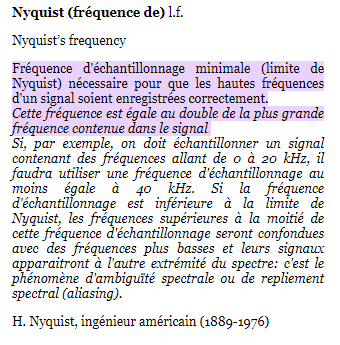 Nyquist (fréquence de) l.f.
Nyquist's frequency
Fréquence d'échantillonnage minimale (limite de
Nyquist) nécessaire pour que les hautes fréquences
d'un signal soient enregistrées correctement.
Cette fréquence est égale au double de la plus grande
fréquence contenue dans le signal
Si, par exemple, on doit échantillonner un signal
contenant des fréquences allant de 0 à 20 kHz, il
faudra utiliser une fréquence d'échantillonnage au
moins égale à 40 kHz. Si la fréquence
d'échantillonnage est inférieure à la limite de
Nyquist, les fréquences supérieures à la moitié de
cette fréquence d'échantillonnage seront confondues
avec des fréquences plus basses et leurs signaux
apparaitront à l'autre extrémité du spectre: c'est le
phénomène d'ambiguïté spectrale ou de repliement
spectral (aliasing).
H. Nyquist, ingénieur américain (1889-1976)